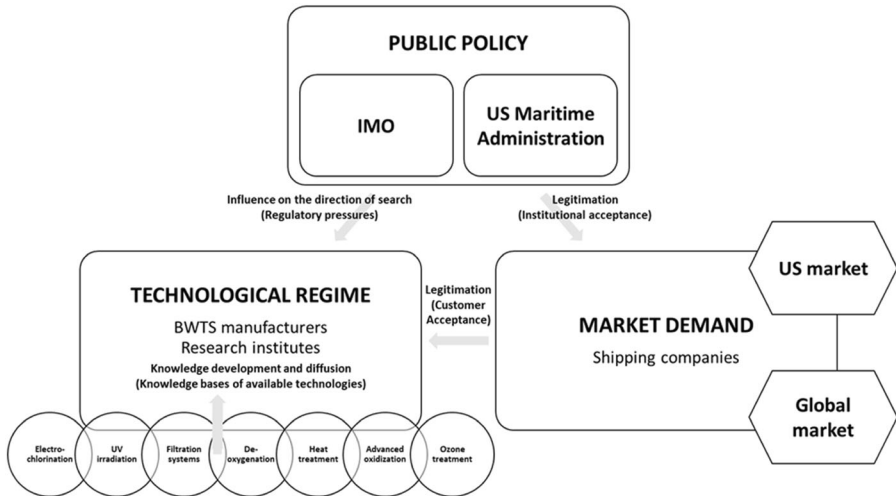 PUBLIC POLICY
IMO
US Maritime
Administration
Influence on the direction of search
(Regulatory pressures)
Legitimation
(Institutional acceptance)
TECHNOLOGICAL REGIME
BWTS manufacturers
Research institutes
Knowledge development and diffusion
(Knowledge bases of available technologies)
Legitimation
(Customer
Acceptance)
MARKET DEMAND
Shipping companies
US market
Global
market
Electro-
chlorination
UV
irradiation
Filtration
systems
De-
oxygenation
Heat
treatment
Advanced
oxidization
Ozone
treatment